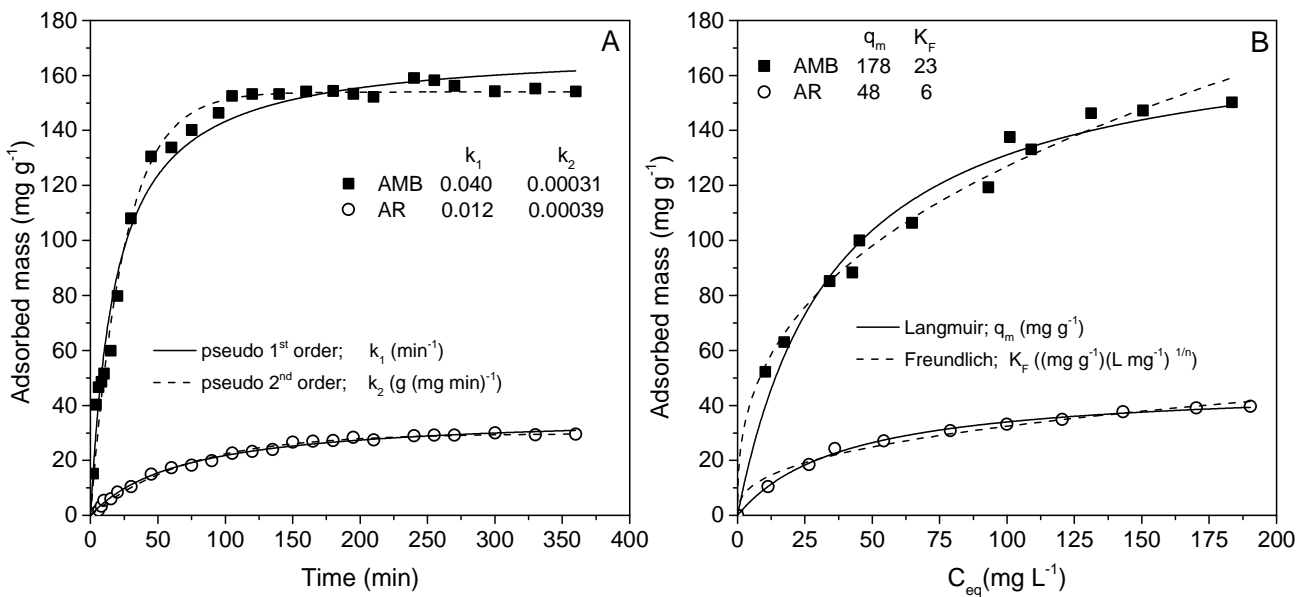 A
k₁ k₂
AMB 0.040 0.00031
AR 0.012 0.00039
pseudo 1ˢᵗ order; k₁ (min⁻¹)
pseudo 2ⁿᵈ order; k₂ (g (mg min)⁻¹
Adsorbed mass (mg g⁻¹)
180
160
140
120
100
80
60
40
20
0
0 50 100 150 200 250 300 350 400
Time (min)
B
qₘ K_F
AMB 178 23
AR 48 6
Langmuir; qₘ (mg g⁻¹)
Freundlich; K_F ((mg g⁻¹)(L mg⁻¹) ¹/ⁿ)
Adsorbed mass (mg g⁻¹)
180
160
140
120
100
80
60
40
20
0
0 25 50 75 100 125 150 175 200
C_eq(mg L⁻¹)